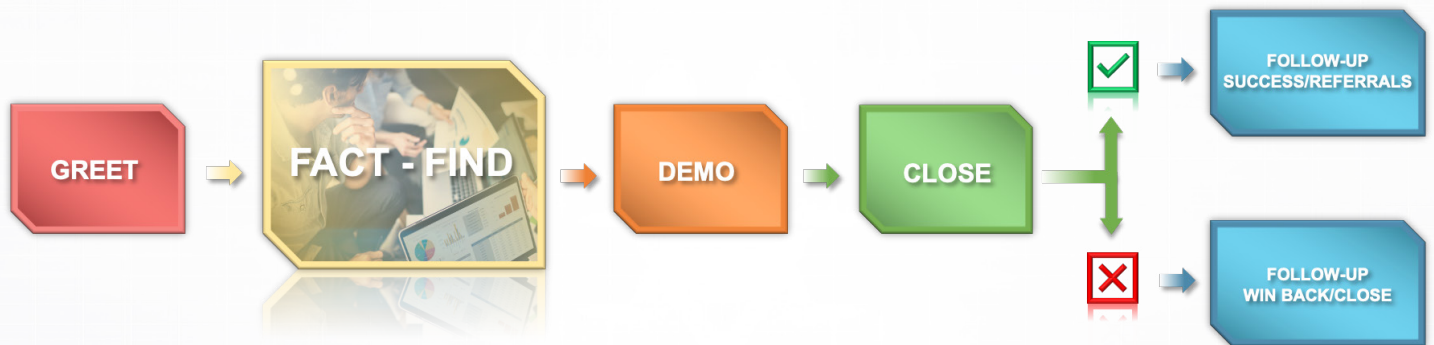 GREET
FACT - FIND
DEMO
CLOSE
FOLLOW-UP
SUCCESS/REFERRALS
FOLLOW-UP
WIN BACK/CLOSE